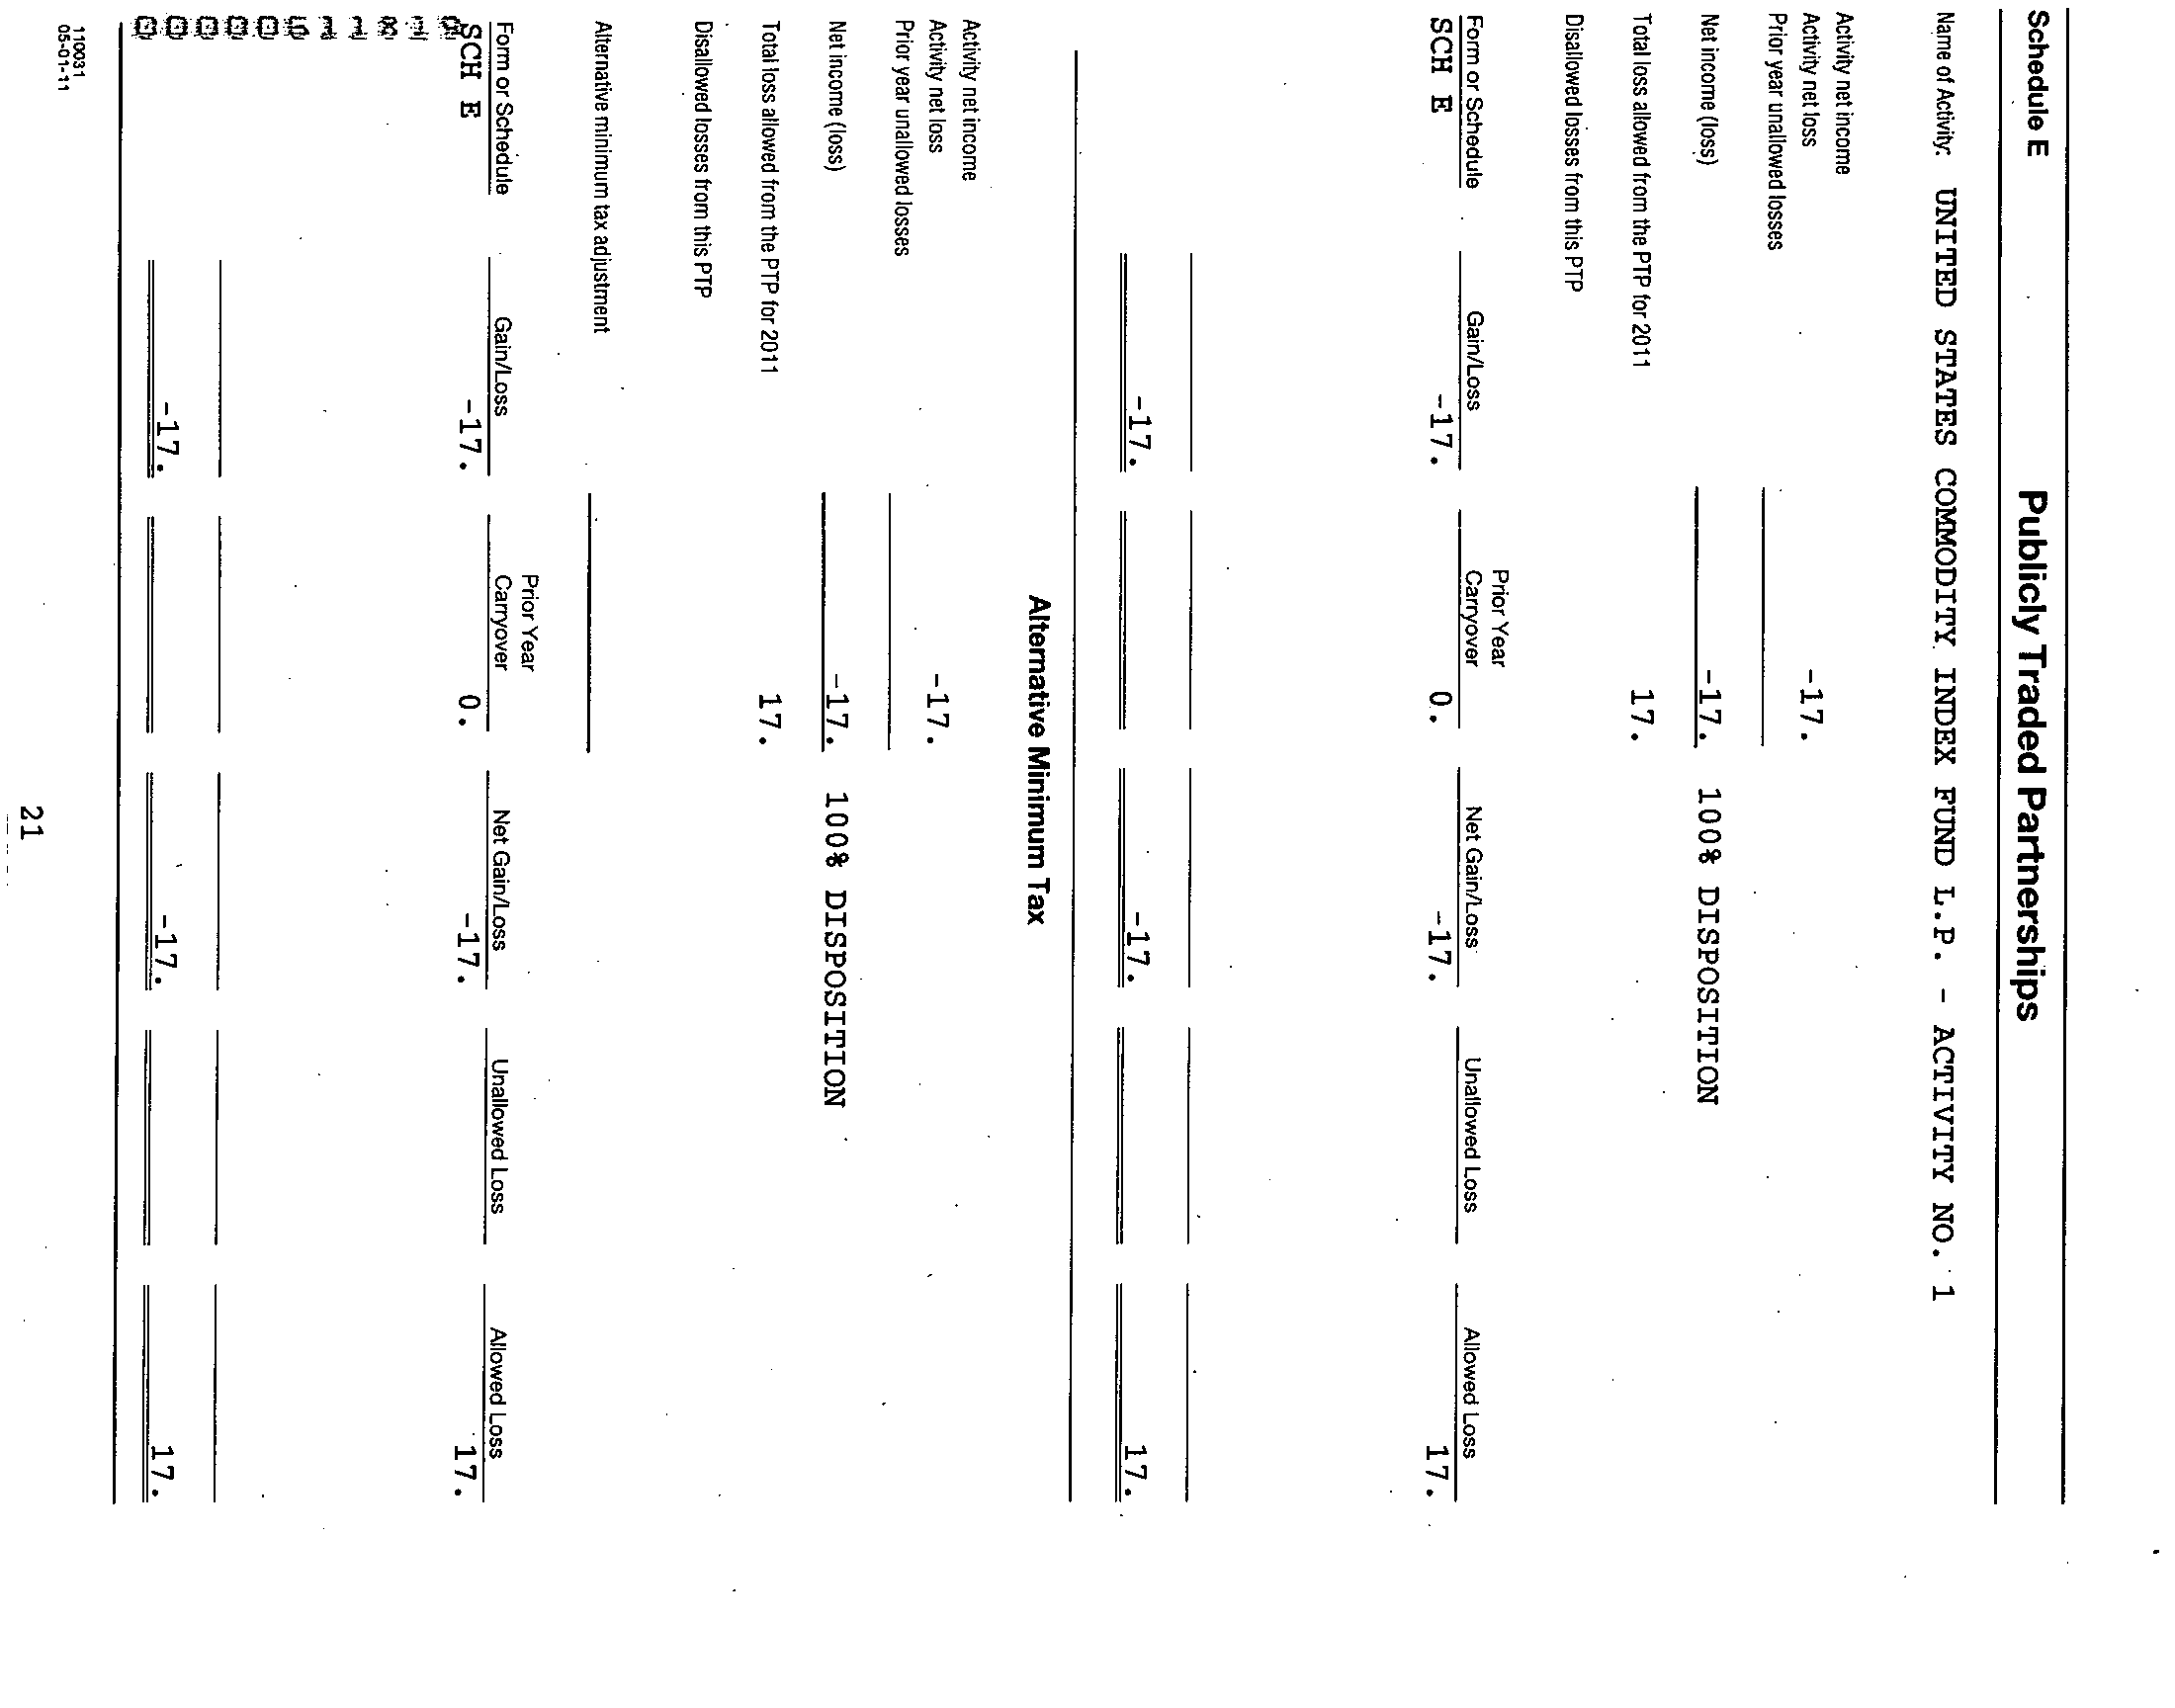 Schedule E Publicly Traded Partnerships
Name of Activity: UNITED STATES COMMODITY INDEX FUND L.P. - ACTIVITY NO. 1
Activity net income
Activity net loss -17.
Prior year unallowed losses
Net income (loss) -17. 100% DISPOSITION
Total loss allowed from the PTP for 2011 17.
Disallowed losses from this PTP
Prior Year
Form or Schedule Gain/Loss Carryover Net Gain/Loss Unallowed Loss Allowed Loss
SCH E -17. 0. -17. 17.
-17. -17. 17.
Alternative Minimum Tax
Activity net income
Activity net loss -17.
Prior year unallowed losses
Net income (loss) -17. 100% DISPOSITION
Total loss allowed from the PTP for 2011 17.
Disallowed losses from this PTP
Alternative minimum tax adjustment
Prior Year
Form or Schedule Gain/Loss Carryover Net Gain/Loss Unallowed Loss Allowed Loss
SCH E -17. 0. -17. 17.
-17. -17. 17.
110031
05-01-11
21